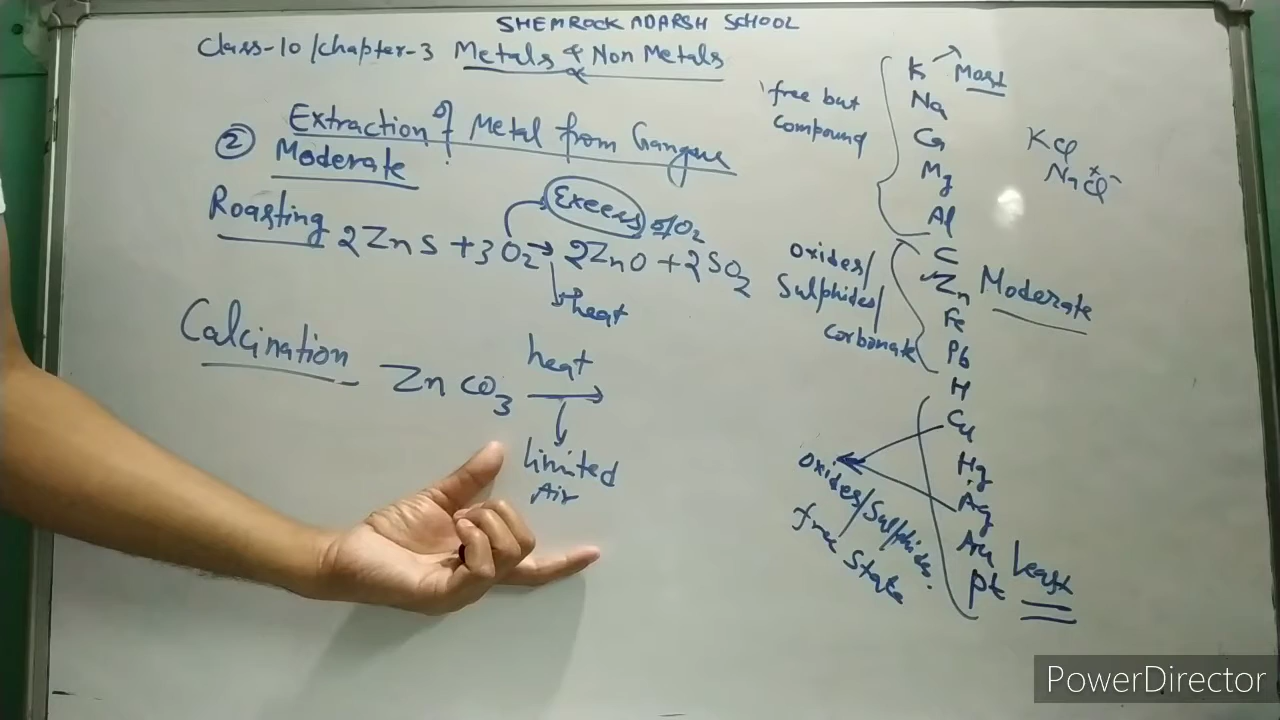 SHEMROCK ADARSH SCHOOL
Class-10/chapter-3 Metals & Non Metals
Extraction of Metal from Gangue
② Moderate
Roasting 2ZnS + 3O2 → 2ZnO + 2SO2
Excess of O2
heat
Calcination ZnCO3 heat →
limited
Air
free but
compound
K → Most
Na
Ca
Mg
Al
KCl
Na Cl
Oxides/
Sulphides/
Carbonate
C
Zn
Fe
Pb
Moderate
H
Cu
Hg
Ag
Au
Pt
Least
Oxides/Sulphides.
free state
PowerDirector